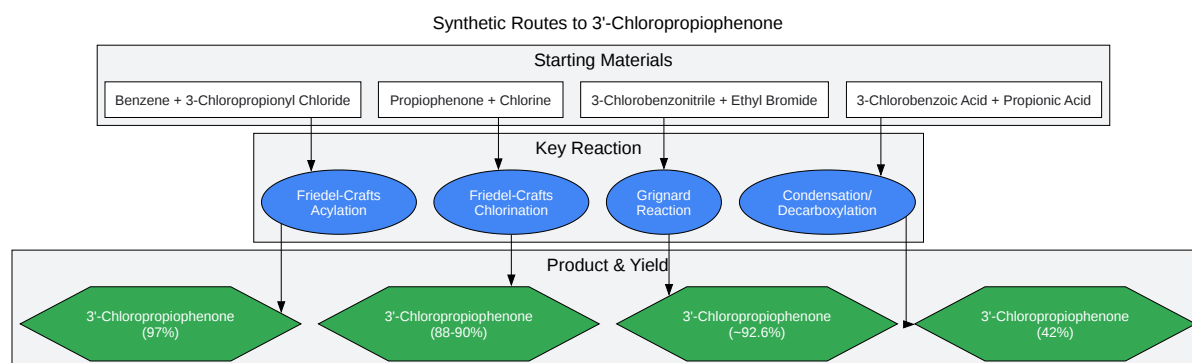 Synthetic Routes to 3'-Chloropropiophenone
Starting Materials
Benzene + 3-Chloropropionyl Chloride
Propiophenone + Chlorine
3-Chlorobenzonitrile + Ethyl Bromide
3-Chlorobenzoic Acid + Propionic Acid
Key Reaction
Friedel-Crafts
Acylation
Friedel-Crafts
Chlorination
Grignard
Reaction
Condensation/
Decarboxylation
Product & Yield
3'-Chloropropiophenone
(97%)
3'-Chloropropiophenone
(88-90%)
3'-Chloropropiophenone
(~92.6%)
3'-Chloropropiophenone
(42%)